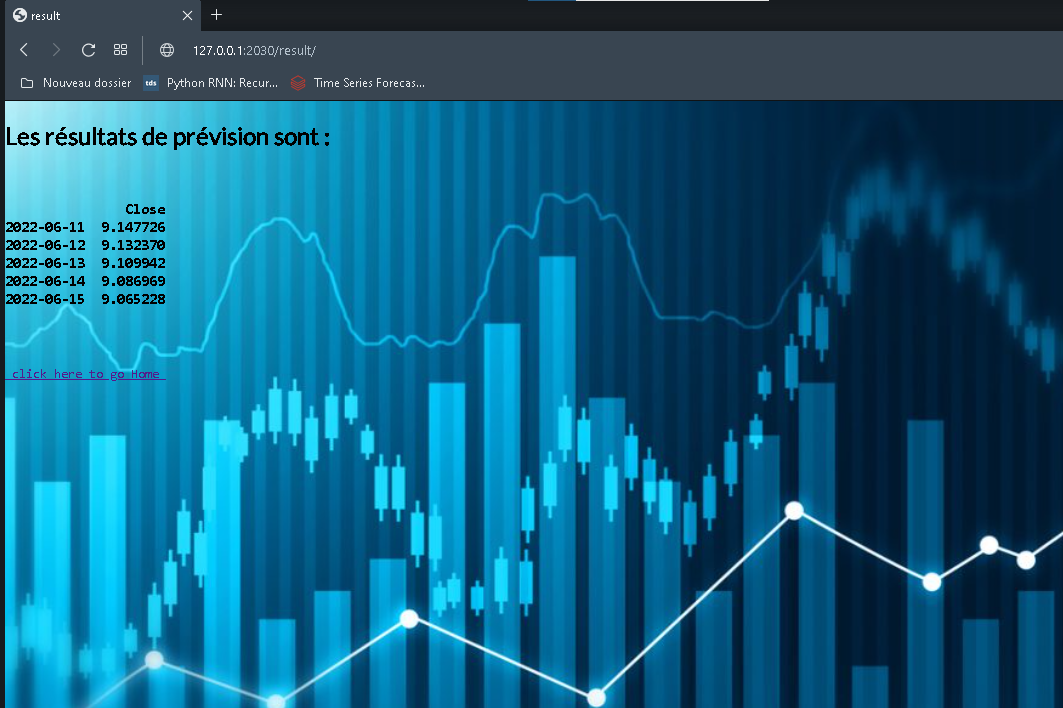 result
127.0.0.1:2030/result/
Nouveau dossier
tds
Python RNN: Recur...
Time Series Forecas...
Les résultats de prévision sont :
Close
2022-06-11 9.147726
2022-06-12 9.132370
2022-06-13 9.109942
2022-06-14 9.086969
2022-06-15 9.065228
click here to go Home